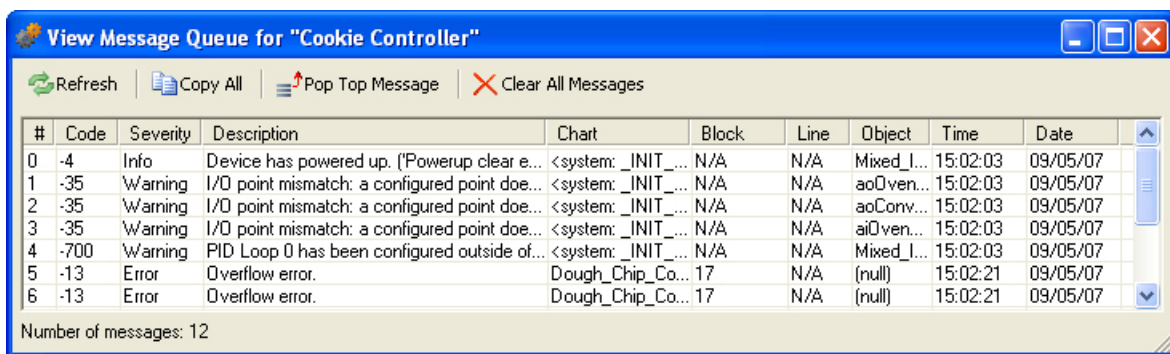 View Message Queue for "Cookie Controller"
Refresh Copy All Pop Top Message Clear All Messages
# Code Severity Description Chart Block Line Object Time Date
0 -4 Info Device has powered up. ('Powerup clear e... <system: _INIT_... N/A N/A Mixed_I... 15:02:03 09/05/07
1 -35 Warning I/O point mismatch: a configured point doe... <system: _INIT_... N/A N/A aoOven... 15:02:03 09/05/07
2 -35 Warning I/O point mismatch: a configured point doe... <system: _INIT_... N/A N/A aoConv... 15:02:03 09/05/07
3 -35 Warning I/O point mismatch: a configured point doe... <system: _INIT_... N/A N/A aiOven... 15:02:03 09/05/07
4 -700 Warning PID Loop 0 has been configured outside of... <system: _INIT_... N/A N/A Mixed_I... 15:02:03 09/05/07
5 -13 Error Overflow error. Dough_Chip_Co... 17 N/A (null) 15:02:21 09/05/07
6 -13 Error Overflow error. Dough_Chip_Co... 17 N/A (null) 15:02:21 09/05/07
Number of messages: 12